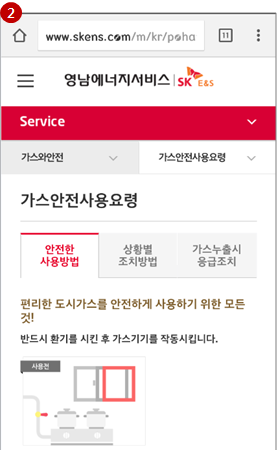 2
www.skens.com/m/kr/poha
11
영남에너지서비스 SK E&S
Service
가스와안전 가스안전사용요령
가스안전사용요령
안전한 상황별 가스누출시
사용방법 조치방법 응급조치
편리한 도시가스를 안전하게 사용하기 위한 모든
것!
반드시 환기를 시킨 후 가스기기를 작동시킵니다.
사용전